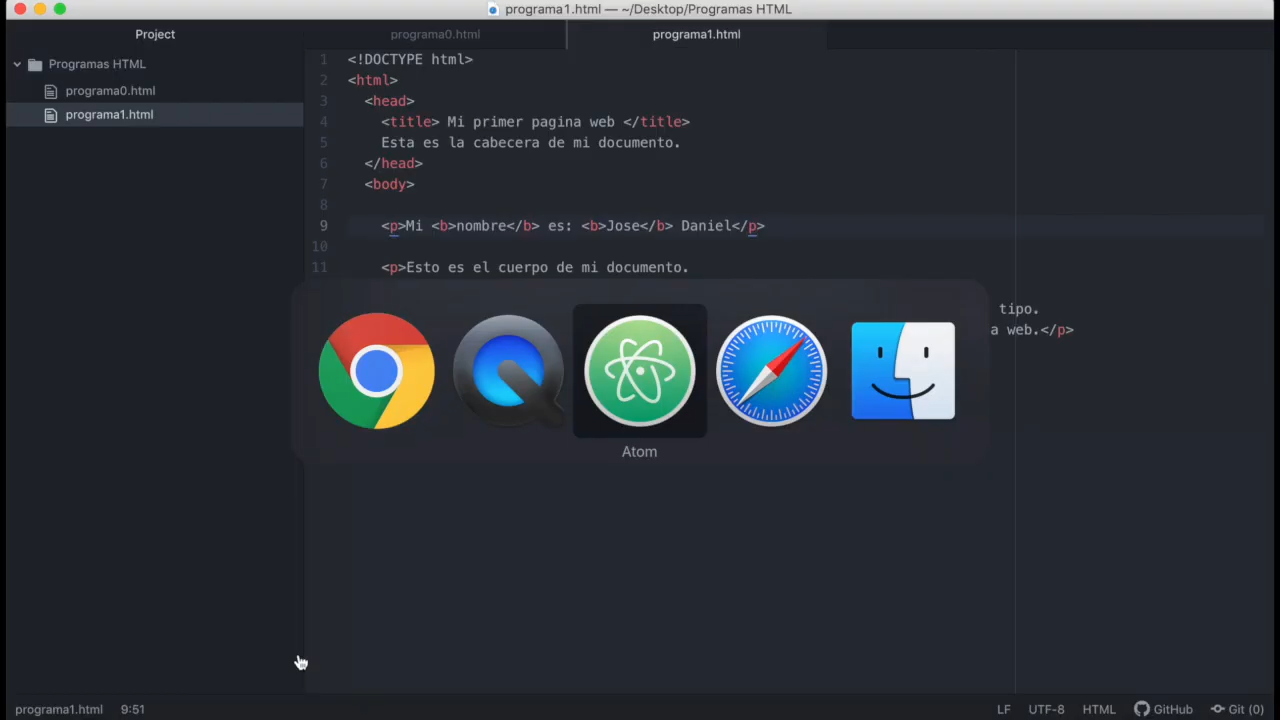 programa1.html — ~/Desktop/Programas HTML
Project
programa0.html
programa1.html
Programas HTML
programa0.html
programa1.html
1 <!DOCTYPE html>
2 <html>
3 <head>
4 <title> Mi primer pagina web </title>
5 Esta es la cabecera de mi documento.
6 </head>
7 <body>
8
9 <p>Mi <b>nombre</b> es: <b>Jose</b> Daniel</p>
10
11 <p>Esto es el cuerpo de mi documento.
tipo.
a web.</p>
Atom
programa1.html 9:51
LF UTF-8 HTML GitHub Git (0)